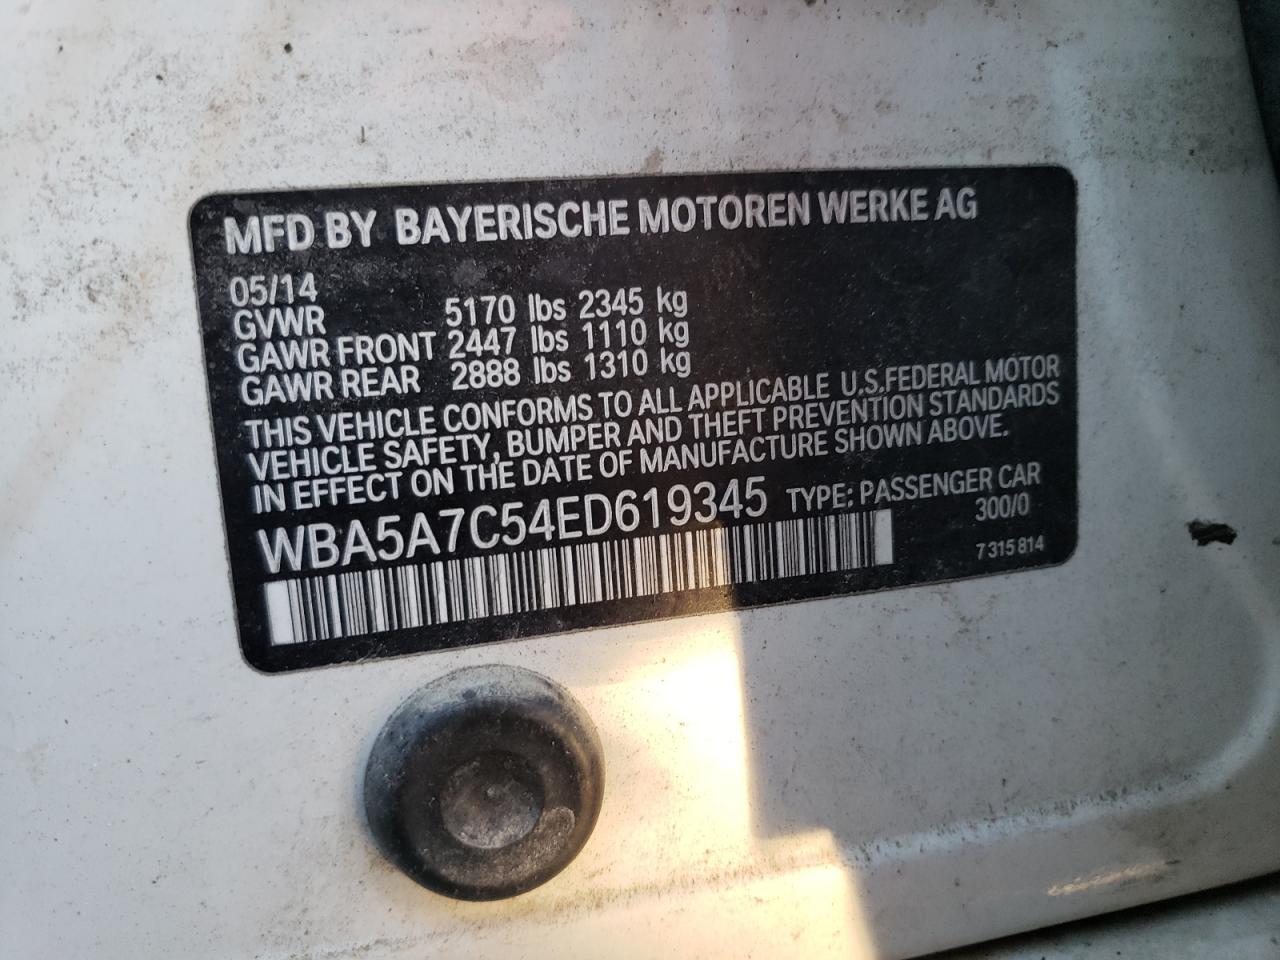 MFD BY BAYERISCHE MOTOREN WERKE AG
05/14
GVWR 5170 lbs 2345 kg
GAWR FRONT 2447 lbs 1110 kg
GAWR REAR 2888 lbs 1310 kg
THIS VEHICLE CONFORMS TO ALL APPLICABLE U.S.FEDERAL MOTOR
VEHICLE SAFETY, BUMPER AND THEFT PREVENTION STANDARDS
IN EFFECT ON THE DATE OF MANUFACTURE SHOWN ABOVE.
WBA5A7C54ED619345 TYPE: PASSENGER CAR
300/0
7 315 814